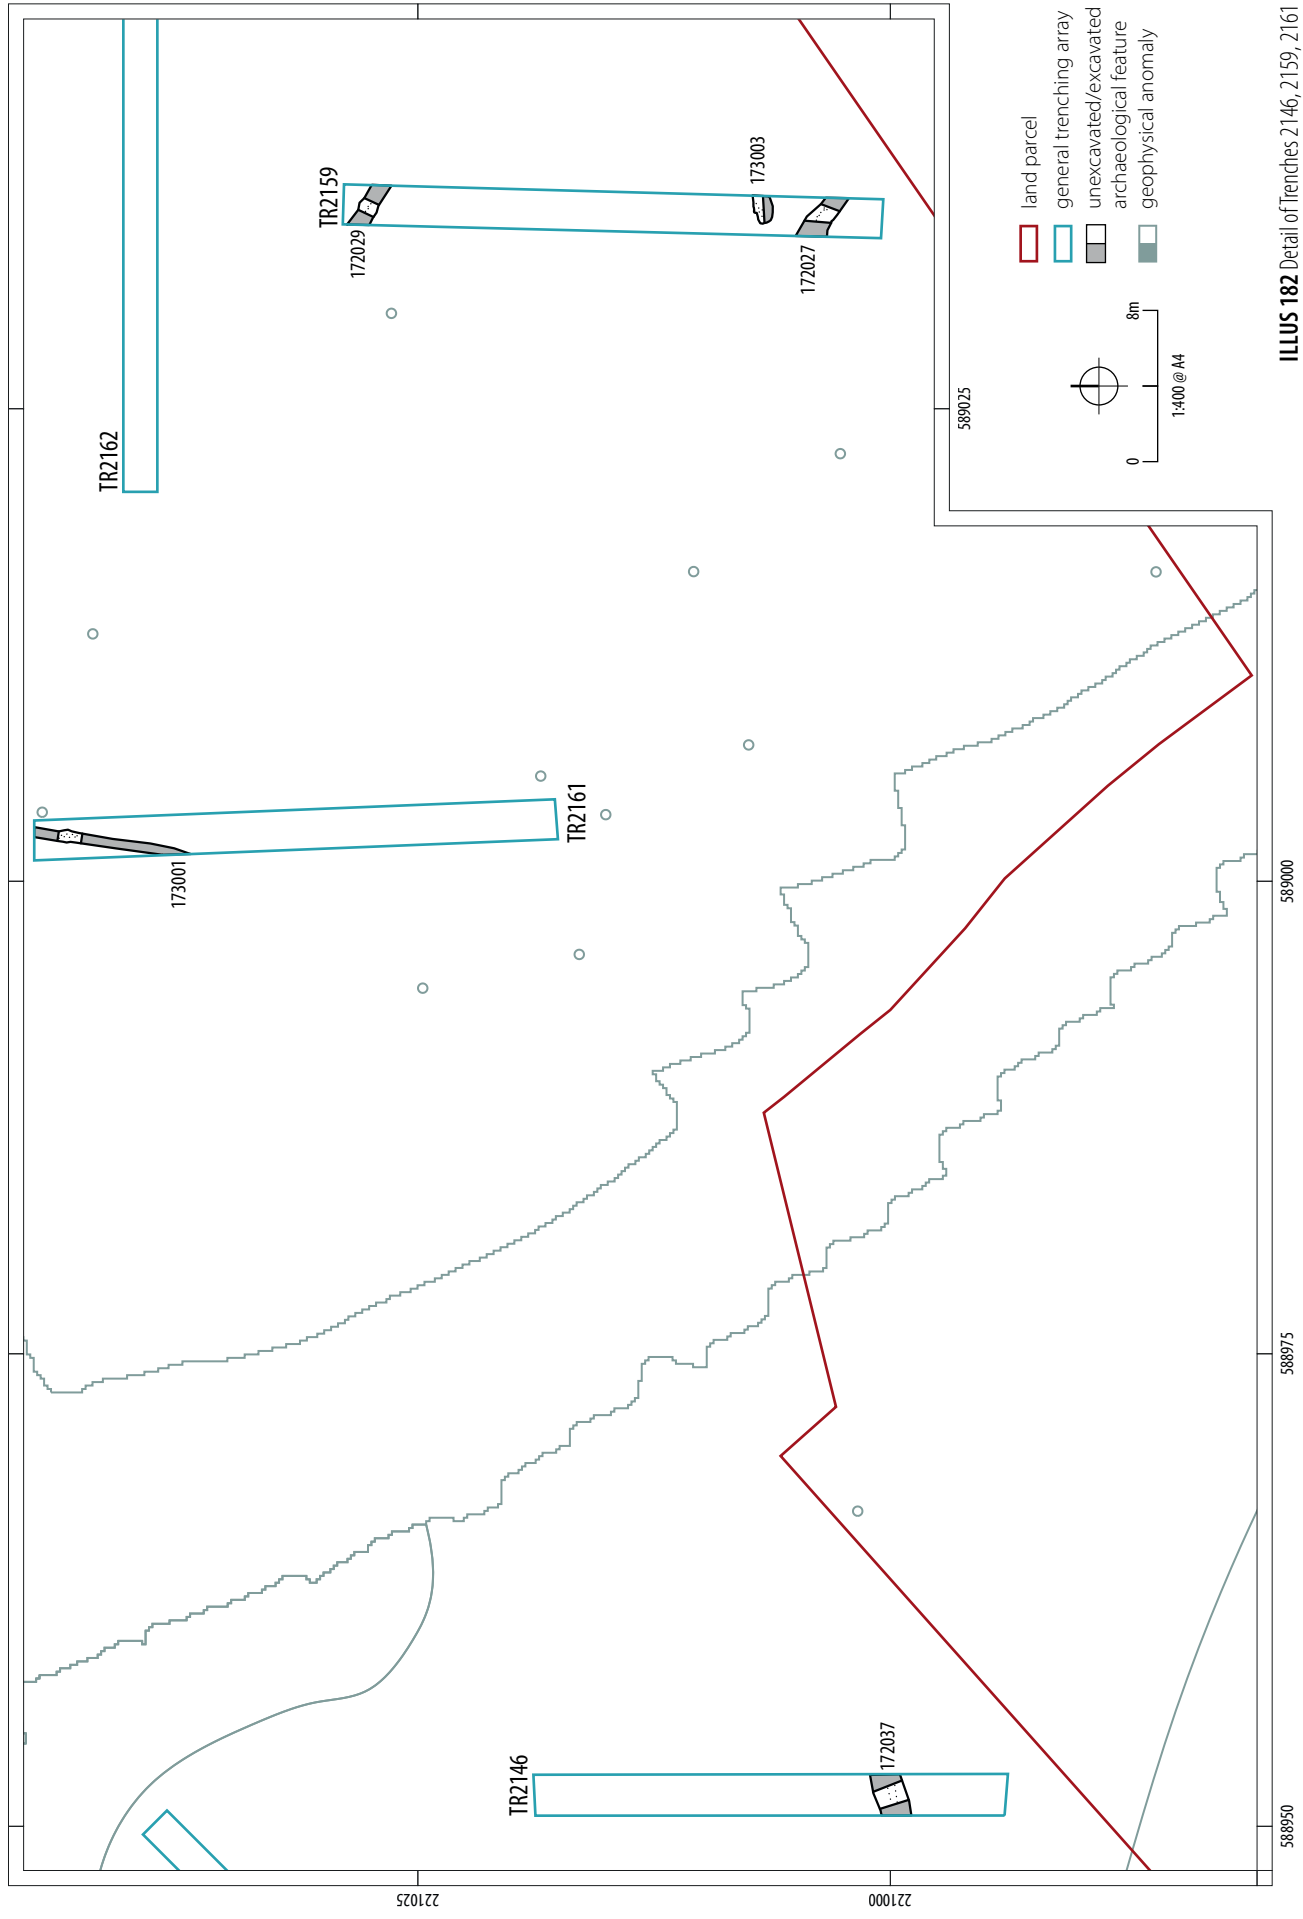 TR2162
TR2159
172029
173003
172027
TR2161
173001
TR2146
172037
221025
221000
588950
588975
589000
589025
land parcel
general trenching array
unexcavated/excavated
archaeological feature
geophysical anomaly
0
8m
1:400 @ A4
ILLUS 182 Detail of Trenches 2146, 2159, 2161